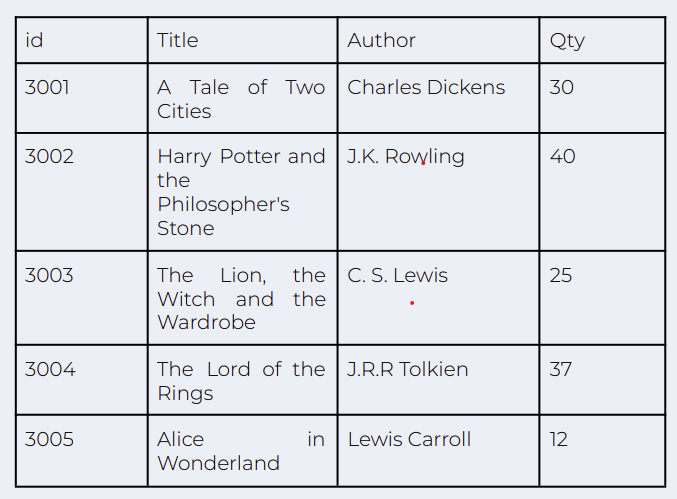 id Title Author Qty
3001 A Tale of Two Charles Dickens 30
Cities
3002 Harry Potter and J.K. Rowling 40
the
Philosopher's
Stone
3003 The Lion, the C. S. Lewis 25
Witch and the
Wardrobe
3004 The Lord of the J.R.R Tolkien 37
Rings
3005 Alice in Lewis Carroll 12
Wonderland